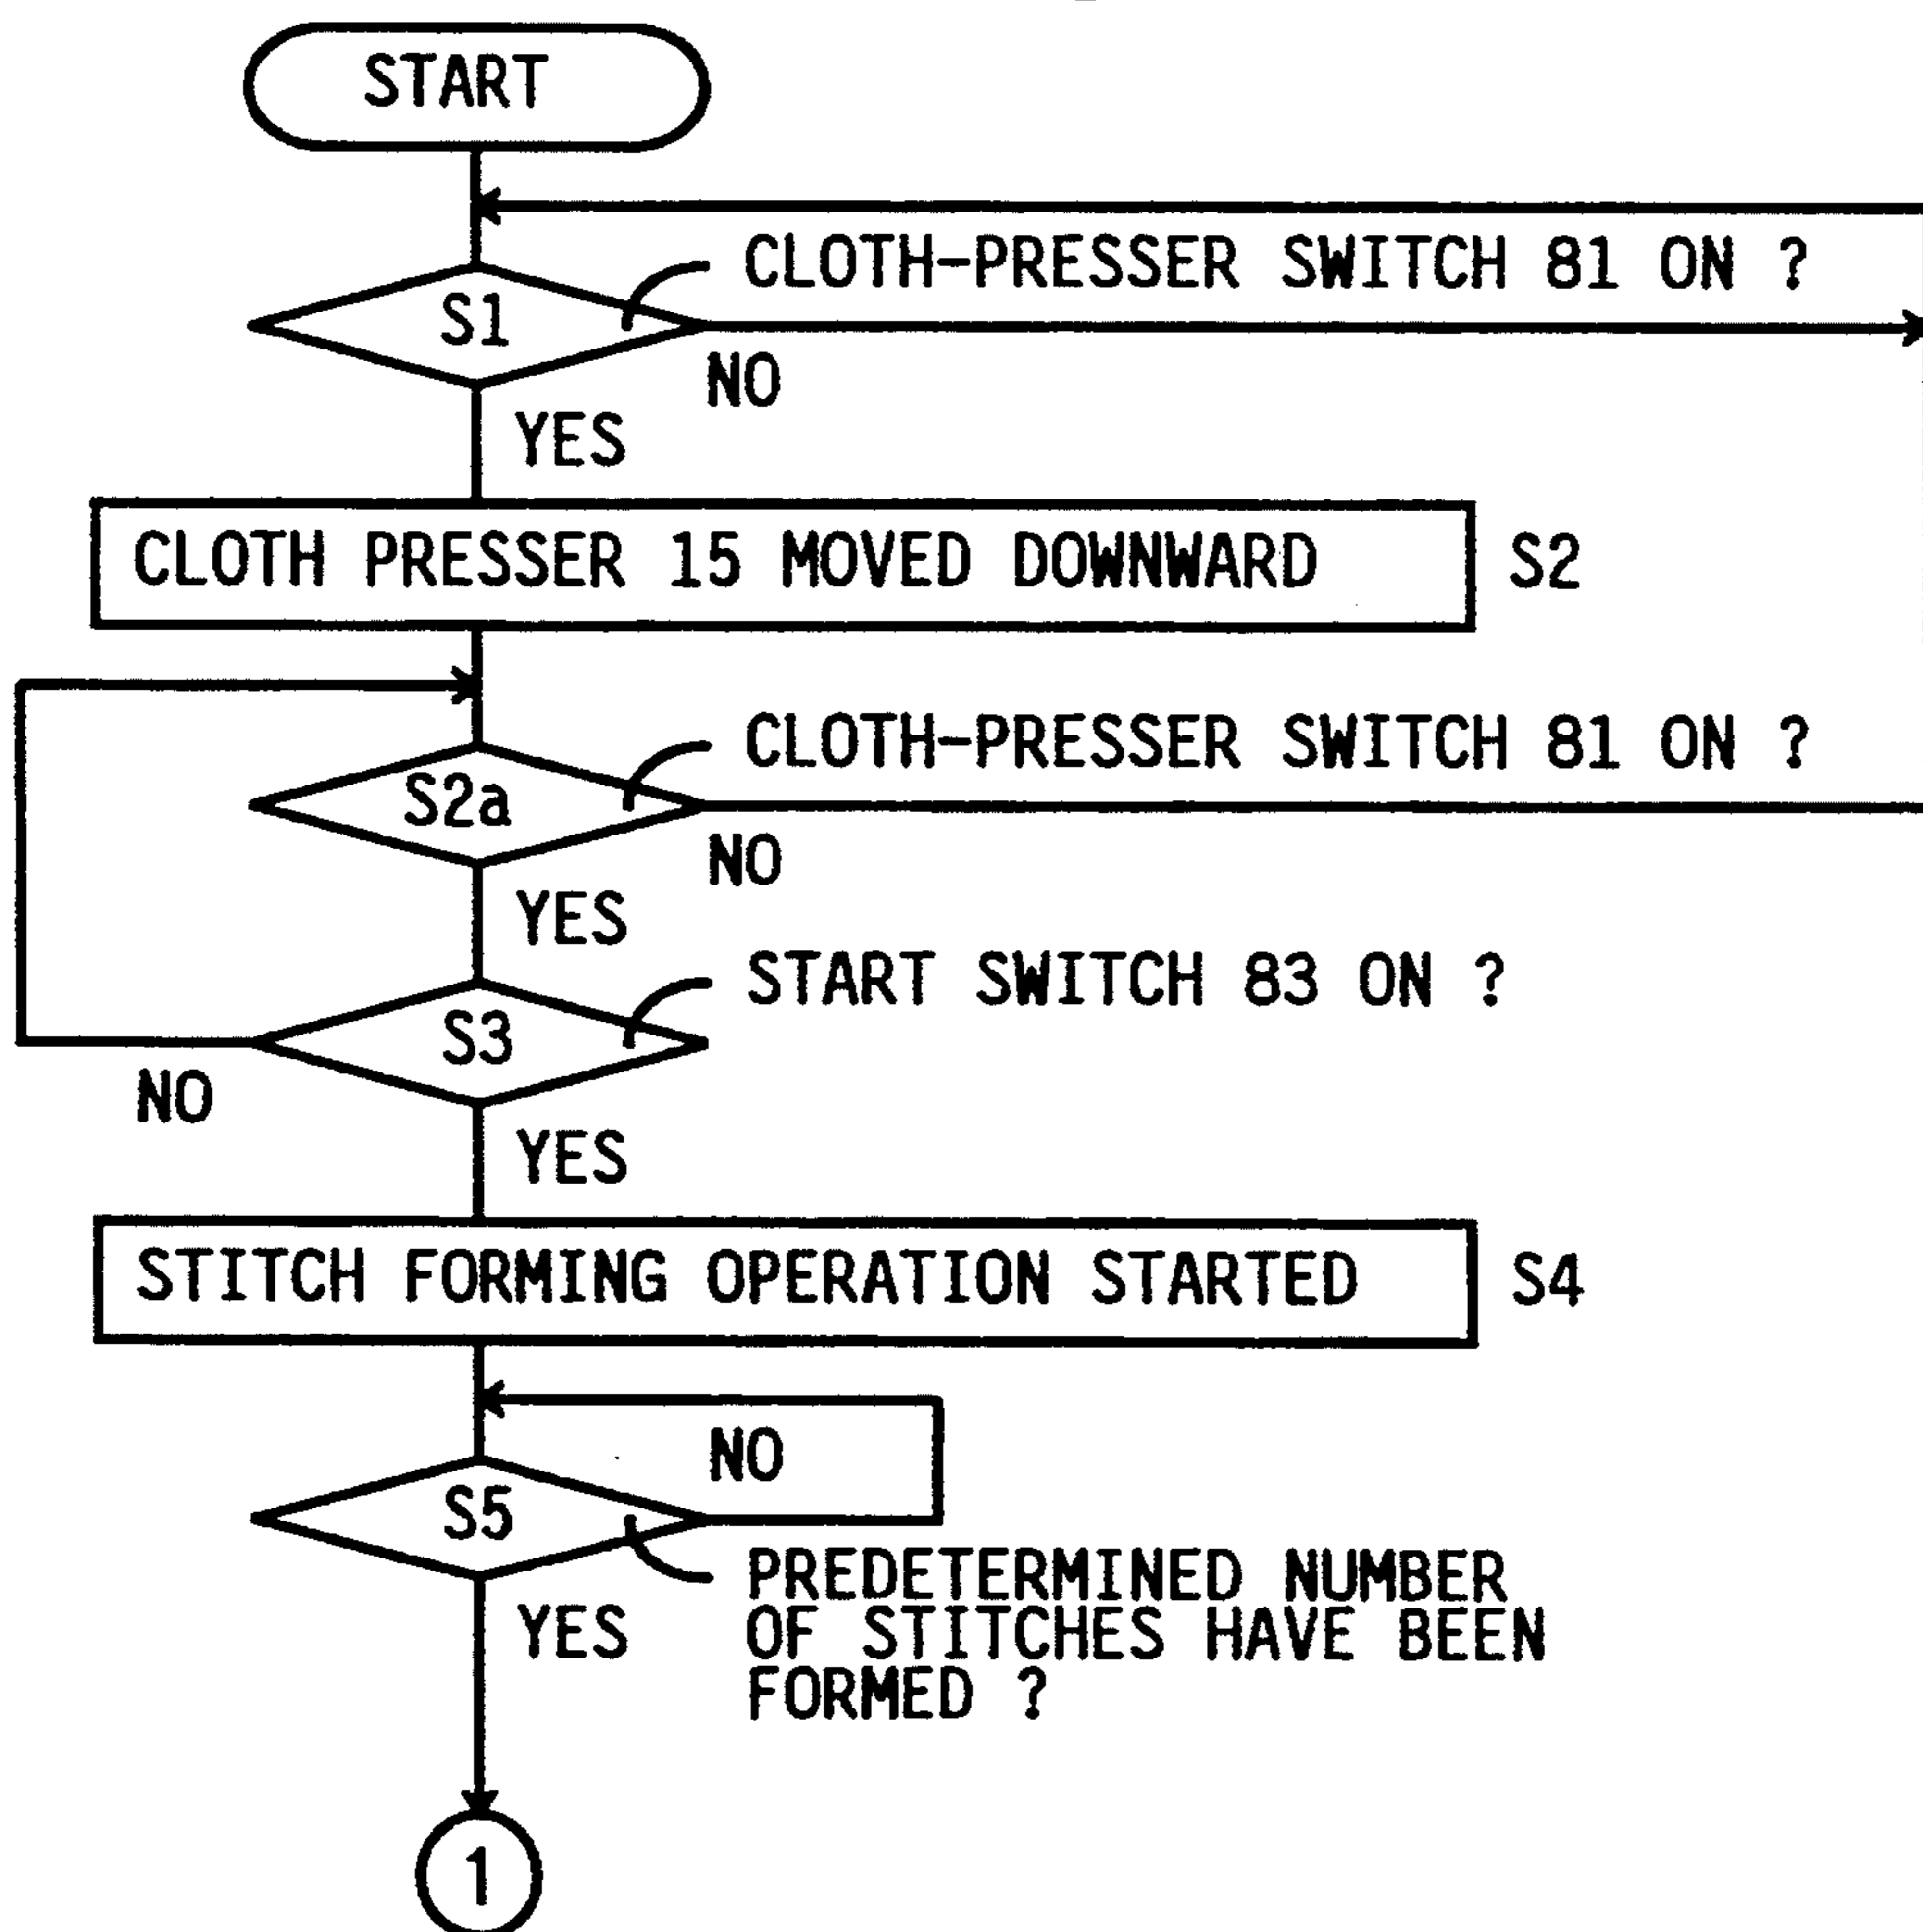 START
CLOTH-PRESSER SWITCH 81 ON ?
S1
NO
YES
CLOTH PRESSER 15 MOVED DOWNWARD
S2
CLOTH-PRESSER SWITCH 81 ON ?
S2a
NO
YES
START SWITCH 83 ON ?
S3
NO
YES
STITCH FORMING OPERATION STARTED
S4
NO
S5
PREDETERMINED NUMBER
OF STITCHES HAVE BEEN
FORMED ?
YES
1